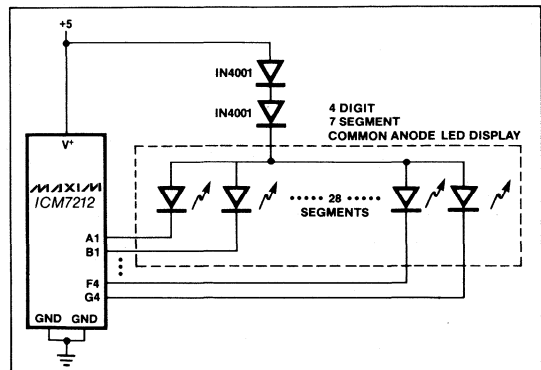 +5
IN4001
IN4001
4 DIGIT
7 SEGMENT
COMMON ANODE LED DISPLAY
V+
MAXIM
ICM7212
····· 28 ·····
SEGMENTS
A1
B1
F4
G4
GND GND